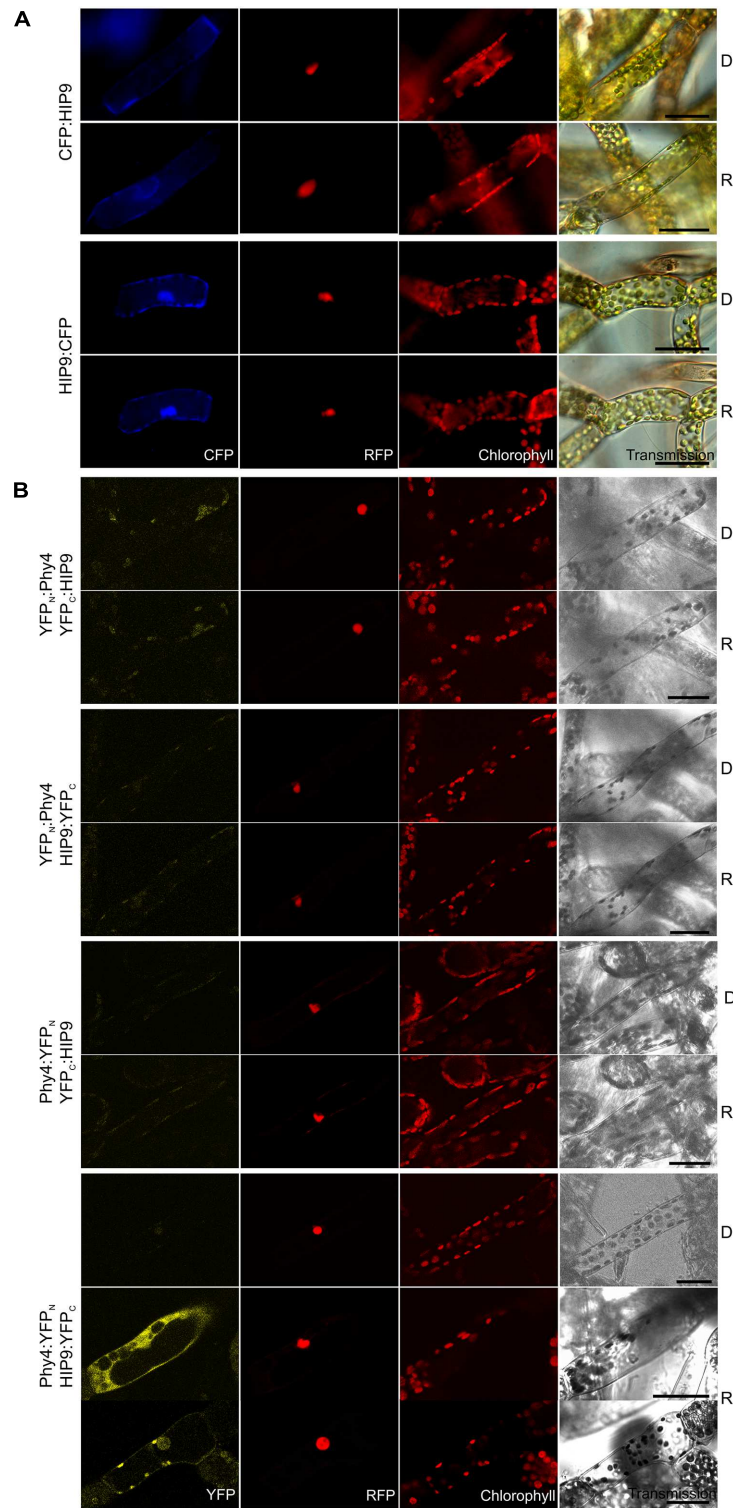 A
CFP:HIP9
D
R
HIP9:CFP
D
R
CFP
RFP
Chlorophyll
Transmission
B
YFPN:Phy4
YFPC:HIP9
D
R
YFPN:Phy4
HIP9:YFPC
D
R
Phy4:YFPN
YFPC:HIP9
D
R
Phy4:YFPN
HIP9:YFPC
D
R
YFP
RFP
Chlorophyll
Transmission